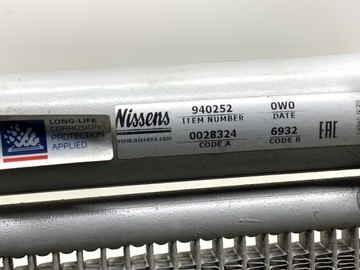 LONG-LIFE
CORROSION
PROTECTION
APPLIED
Nissens
www.nissens.com
940252
ITEM NUMBER
0W0
DATE
0028324
CODE A
6932
CODE B
EAC